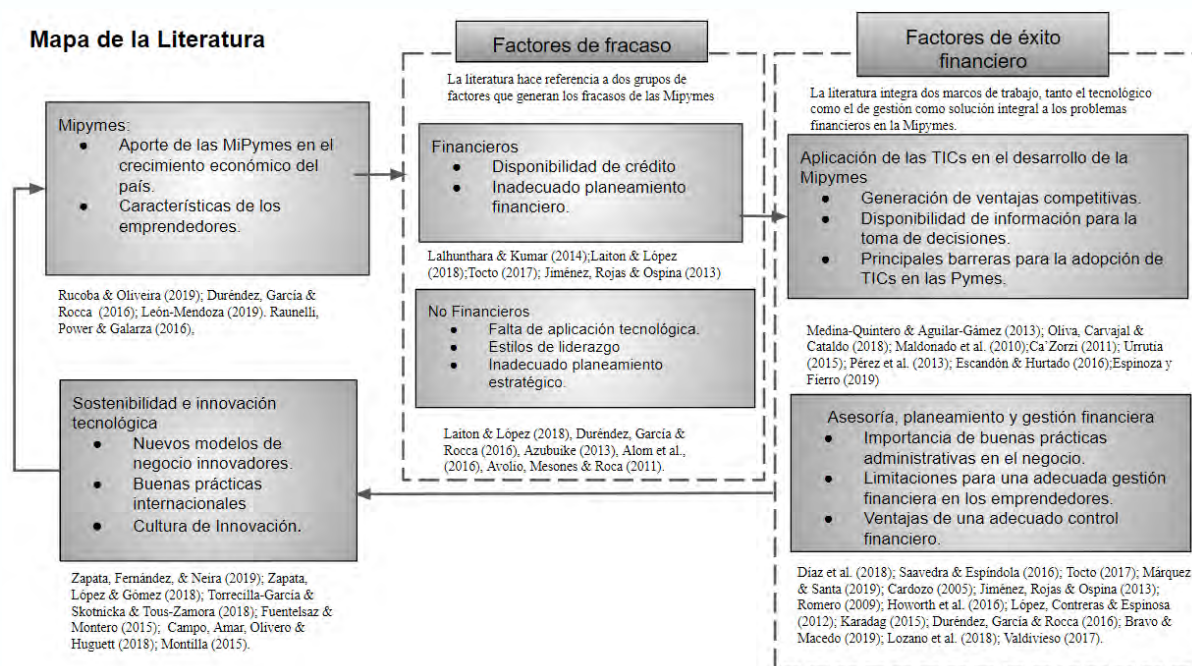 Mapa de la Literatura
Mipymes:
● Aporte de las MiPymes en el
crecimiento económico del
país.
● Características de los
emprendedores.
Rucoba & Oliveira (2019); Duréndez, García &
Rocca (2016); León-Mendoza (2019). Raunelli,
Power & Galarza (2016),
Sostenibilidad e innovación
tecnológica
● Nuevos modelos de
negocio innovadores.
● Buenas prácticas
internacionales
● Cultura de Innovación.
Zapata, Fernández, & Neira (2019); Zapata,
López & Gómez (2018); Torrecilla-García &
Skotnicka & Tous-Zamora (2018); Fuentelsaz &
Montero (2015); Campo, Amar, Olivero &
Huguett (2018); Montilla (2015).
Factores de fracaso
La literatura hace referencia a dos grupos de
factores que generan los fracasos de las Mipymes
Financieros
● Disponibilidad de crédito
● Inadecuado planeamiento
financiero.
Lalhunthara & Kumar (2014);Laiton & López
(2018);Tocto (2017); Jiménez, Rojas & Ospina (2013)
No Financieros
● Falta de aplicación tecnológica.
● Estilos de liderazgo
● Inadecuado planeamiento
estratégico.
Laiton & López (2018), Duréndez, García &
Rocca (2016), Azubuike (2013), Alom et al.,
(2016), Avolio, Mesones & Roca (2011).
Factores de éxito
financiero
La literatura integra dos marcos de trabajo, tanto el tecnológico
como el de gestión como solución integral a los problemas
financieros en la Mipymes.
Aplicación de las TICs en el desarrollo de la
Mipymes
● Generación de ventajas competitivas.
● Disponibilidad de información para la
toma de decisiones.
● Principales barreras para la adopción de
TICs en las Pymes.
Medina-Quintero & Aguilar-Gámez (2013); Oliva, Carvajal &
Cataldo (2018); Maldonado et al. (2010);Ca`Zorzi (2011); Urrutia
(2015); Pérez et al. (2013); Escandón & Hurtado (2016);Espinoza y
Fierro (2019)
Asesoría, planeamiento y gestión financiera
● Importancia de buenas prácticas
administrativas en el negocio.
● Limitaciones para una adecuada gestión
financiera en los emprendedores.
● Ventajas de una adecuado control
financiero.
Díaz et al. (2018); Saavedra & Espíndola (2016); Tocto (2017); Márquez
& Santa (2019); Cardozo (2005); Jiménez, Rojas & Ospina (2013);
Romero (2009); Howorth et al. (2016); López, Contreras & Espinosa
(2012); Karadag (2015); Duréndez, García & Rocca (2016); Bravo &
Macedo (2019); Lozano et al. (2018); Valdivieso (2017).